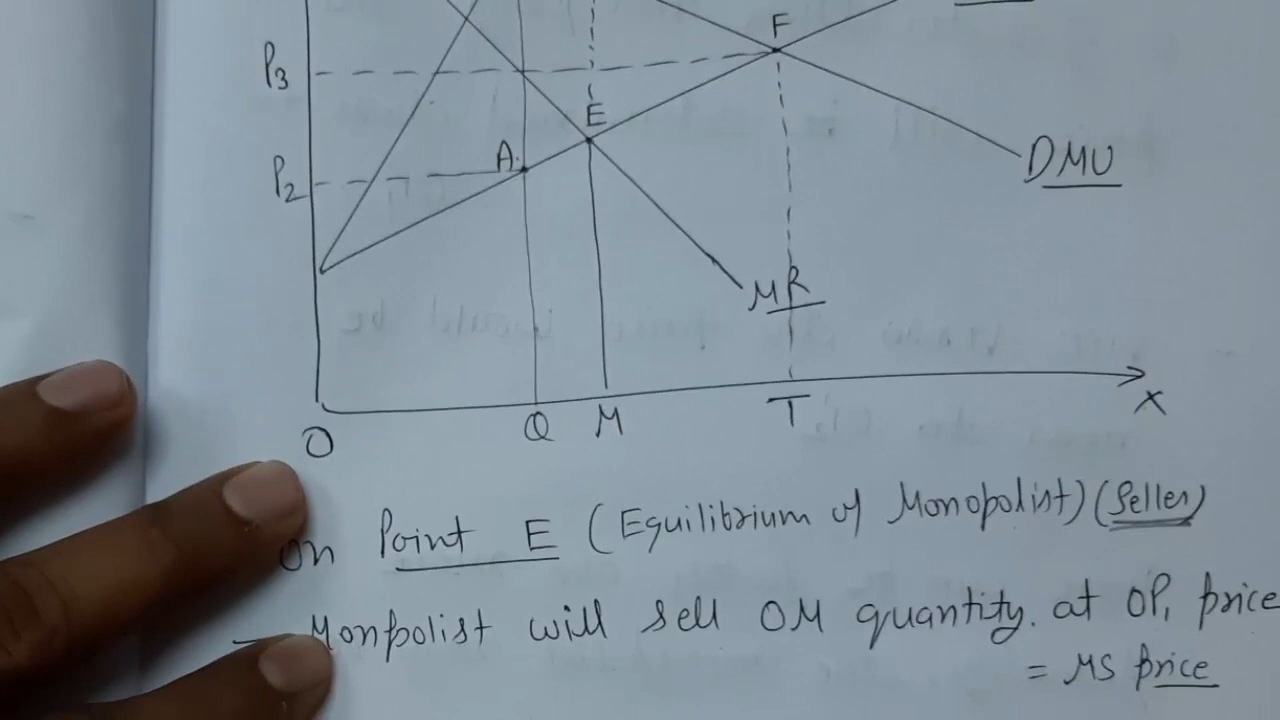 F
P3
E
A
P2
DMU
MR
Q M T X
O
On Point E (Equilibrium of Monopolist) (Seller)
— Monpolist will sell OM quantity. at OP1 price
= MS price